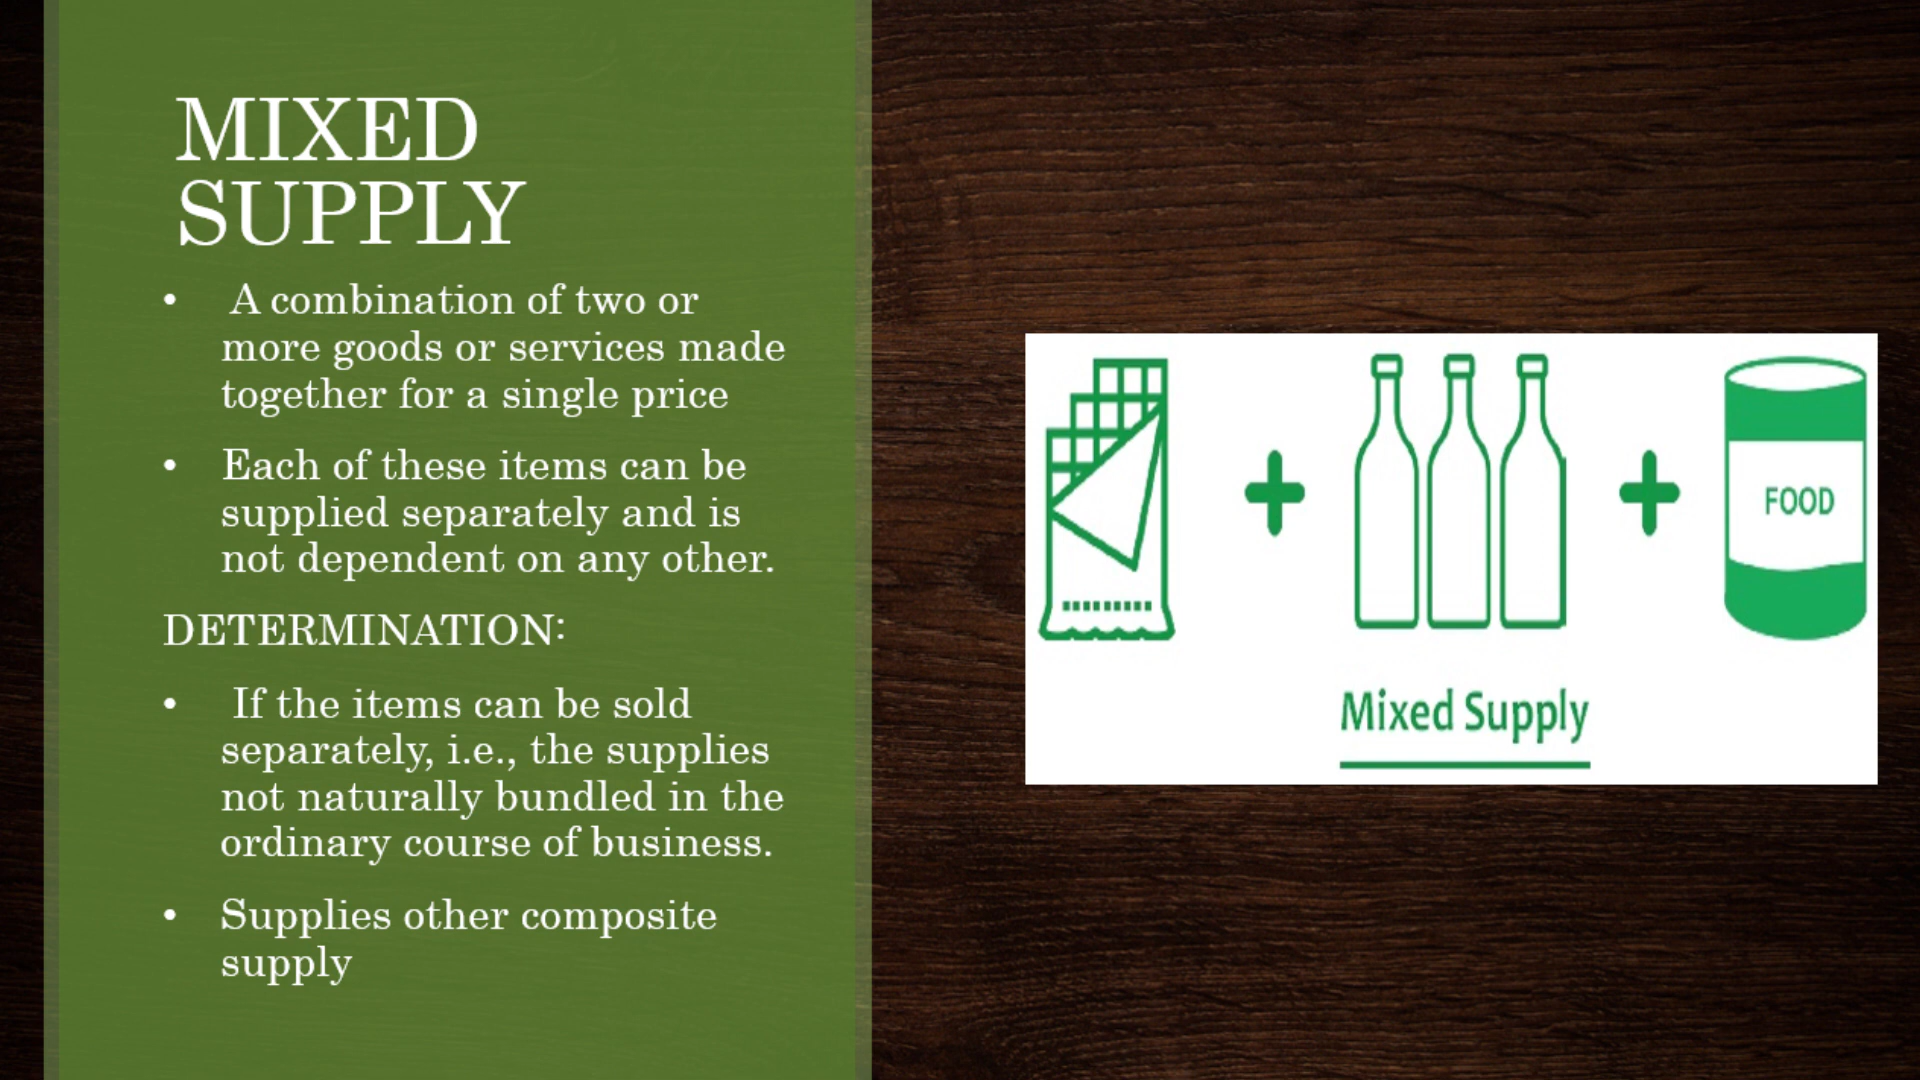 MIXED
SUPPLY
• A combination of two or
more goods or services made
together for a single price
• Each of these items can be
supplied separately and is
not dependent on any other.
DETERMINATION:
• If the items can be sold
separately, i.e., the supplies
not naturally bundled in the
ordinary course of business.
• Supplies other composite
supply
+ +
FOOD
Mixed Supply